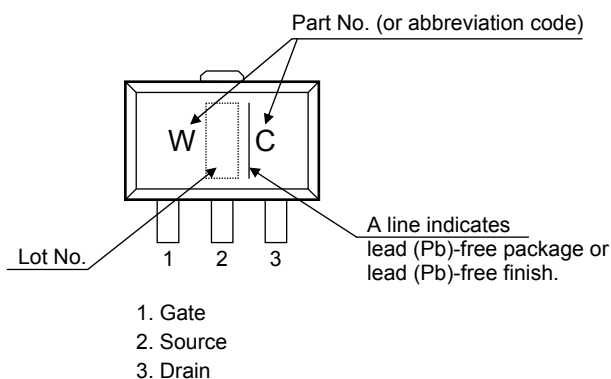 Part No. (or abbreviation code)
W C
Lot No.
1 2 3
A line indicates
lead (Pb)-free package or
lead (Pb)-free finish.
1. Gate
2. Source
3. Drain